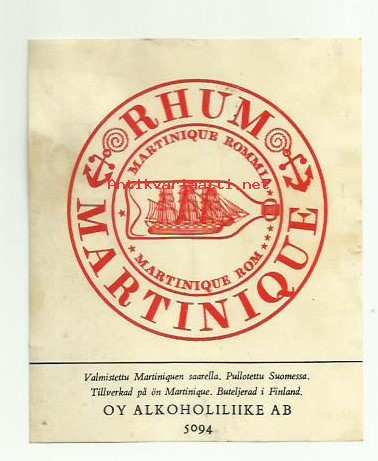 RHUM
MARTINIQUE ROMMIA
Antikvariaatti.net
MARTINIQUE ROM
MARTINIQUE
Valmistettu Martiniquen saarella. Pullotettu Suomessa.
Tillverkad på ön Martinique. Buteljerad i Finland.
OY ALKOHOLILIIKE AB
5094